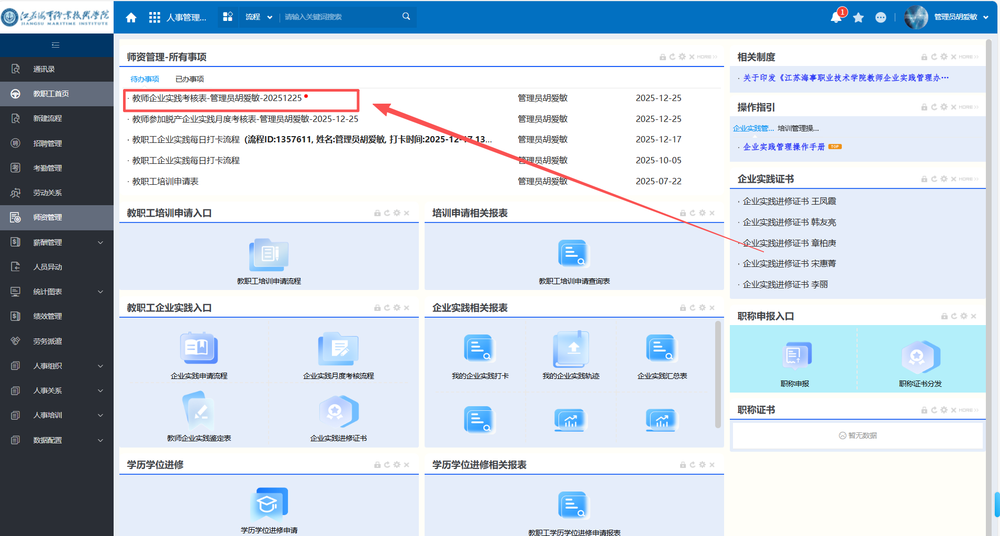 江苏海事职业技术学院
JIANGSU MARITIME INSTITUTE
人事管理...
流程
请输入关键词搜索
1
管理员胡爱敏
通讯录
教职工首页
新建流程
招聘管理
考勤管理
劳动关系
师资管理
薪酬管理
人员异动
统计图表
绩效管理
劳务派遣
人事组织
人事关系
人事培训
数据配置
师资管理-所有事项
MORE >>
待办事项
已办事项
· 教师企业实践考核表-管理员胡爱敏-20251225
管理员胡爱敏
2025-12-25
· 教师参加脱产企业实践月度考核表-管理员胡爱敏-2025-12-25
管理员胡爱敏
2025-12-25
· 教职工企业实践每日打卡流程（流程ID:1357611, 姓名:管理员胡爱敏, 打卡时间:2025-12-17 13...
管理员胡爱敏
2025-12-17
· 教职工企业实践每日打卡流程
管理员胡爱敏
2025-10-05
· 教职工培训申请表
管理员胡爱敏
2025-07-22
教职工培训申请入口
教职工培训申请流程
培训申请相关报表
教职工培训申请查询表
教职工企业实践入口
企业实践申请流程
企业实践月度考核流程
教师企业实践鉴定表
企业实践进修证书
企业实践相关报表
我的企业实践打卡
我的企业实践轨迹
企业实践汇总表
学历学位进修
学历学位进修申请
学历学位进修相关报表
教职工学历学位进修申请报表
相关制度
MORE >>
· 关于印发《江苏海事职业技术学院教师企业实践管理办···
操作指引
MORE >>
企业实践管...
培训管理操...
· 企业实践管理操作手册 TOP
企业实践证书
MORE >>
· 企业实践进修证书 王凤霞
· 企业实践进修证书 韩友亮
· 企业实践进修证书 章柏庚
· 企业实践进修证书 宋惠菁
· 企业实践进修证书 李丽
职称申报入口
职称申报
职称证书分发
职称证书
MORE >>
暂无数据